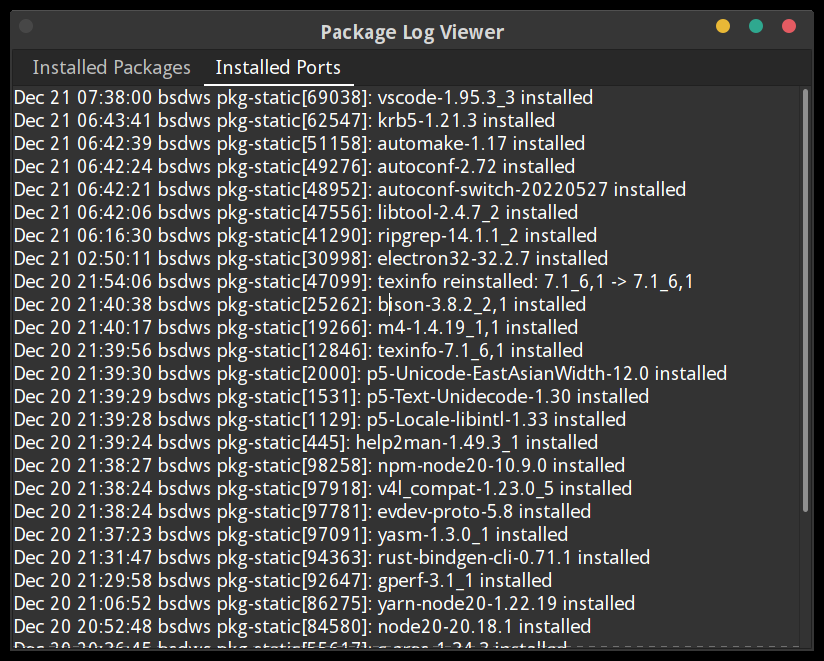 Package Log Viewer
Installed Packages
Installed Ports
Dec 21 07:38:00 bsdws pkg-static[69038]: vscode-1.95.3_3 installed
Dec 21 06:43:41 bsdws pkg-static[62547]: krb5-1.21.3 installed
Dec 21 06:42:39 bsdws pkg-static[51158]: automake-1.17 installed
Dec 21 06:42:24 bsdws pkg-static[49276]: autoconf-2.72 installed
Dec 21 06:42:21 bsdws pkg-static[48952]: autoconf-switch-20220527 installed
Dec 21 06:42:06 bsdws pkg-static[47556]: libtool-2.4.7_2 installed
Dec 21 06:16:30 bsdws pkg-static[41290]: ripgrep-14.1.1_2 installed
Dec 21 02:50:11 bsdws pkg-static[30998]: electron32-32.2.7 installed
Dec 20 21:54:06 bsdws pkg-static[47099]: texinfo reinstalled: 7.1_6,1 -> 7.1_6,1
Dec 20 21:40:38 bsdws pkg-static[25262]: bison-3.8.2_2,1 installed
Dec 20 21:40:17 bsdws pkg-static[19266]: m4-1.4.19_1,1 installed
Dec 20 21:39:56 bsdws pkg-static[12846]: texinfo-7.1_6,1 installed
Dec 20 21:39:30 bsdws pkg-static[2000]: p5-Unicode-EastAsianWidth-12.0 installed
Dec 20 21:39:29 bsdws pkg-static[1531]: p5-Text-Unidecode-1.30 installed
Dec 20 21:39:28 bsdws pkg-static[1129]: p5-Locale-libintl-1.33 installed
Dec 20 21:39:24 bsdws pkg-static[445]: help2man-1.49.3_1 installed
Dec 20 21:38:27 bsdws pkg-static[98258]: npm-node20-10.9.0 installed
Dec 20 21:38:24 bsdws pkg-static[97918]: v4l_compat-1.23.0_5 installed
Dec 20 21:38:24 bsdws pkg-static[97781]: evdev-proto-5.8 installed
Dec 20 21:37:23 bsdws pkg-static[97091]: yasm-1.3.0_1 installed
Dec 20 21:31:47 bsdws pkg-static[94363]: rust-bindgen-cli-0.71.1 installed
Dec 20 21:29:58 bsdws pkg-static[92647]: gperf-3.1_1 installed
Dec 20 21:06:52 bsdws pkg-static[86275]: yarn-node20-1.22.19 installed
Dec 20 20:52:48 bsdws pkg-static[84580]: node20-20.18.1 installed